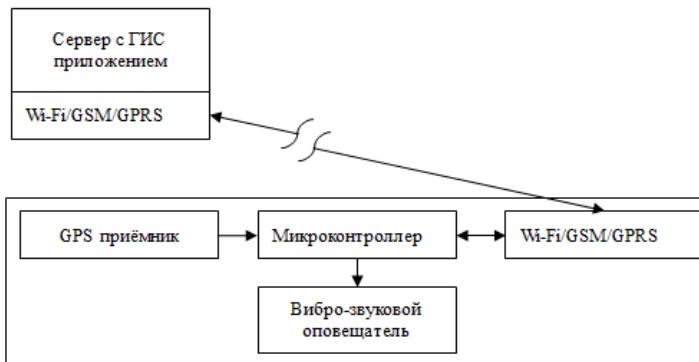 Сервер с ГИС
приложением
Wi-Fi/GSM/GPRS
GPS приёмник
Микроконтроллер
Wi-Fi/GSM/GPRS
Вибро-звуковой
оповещатель